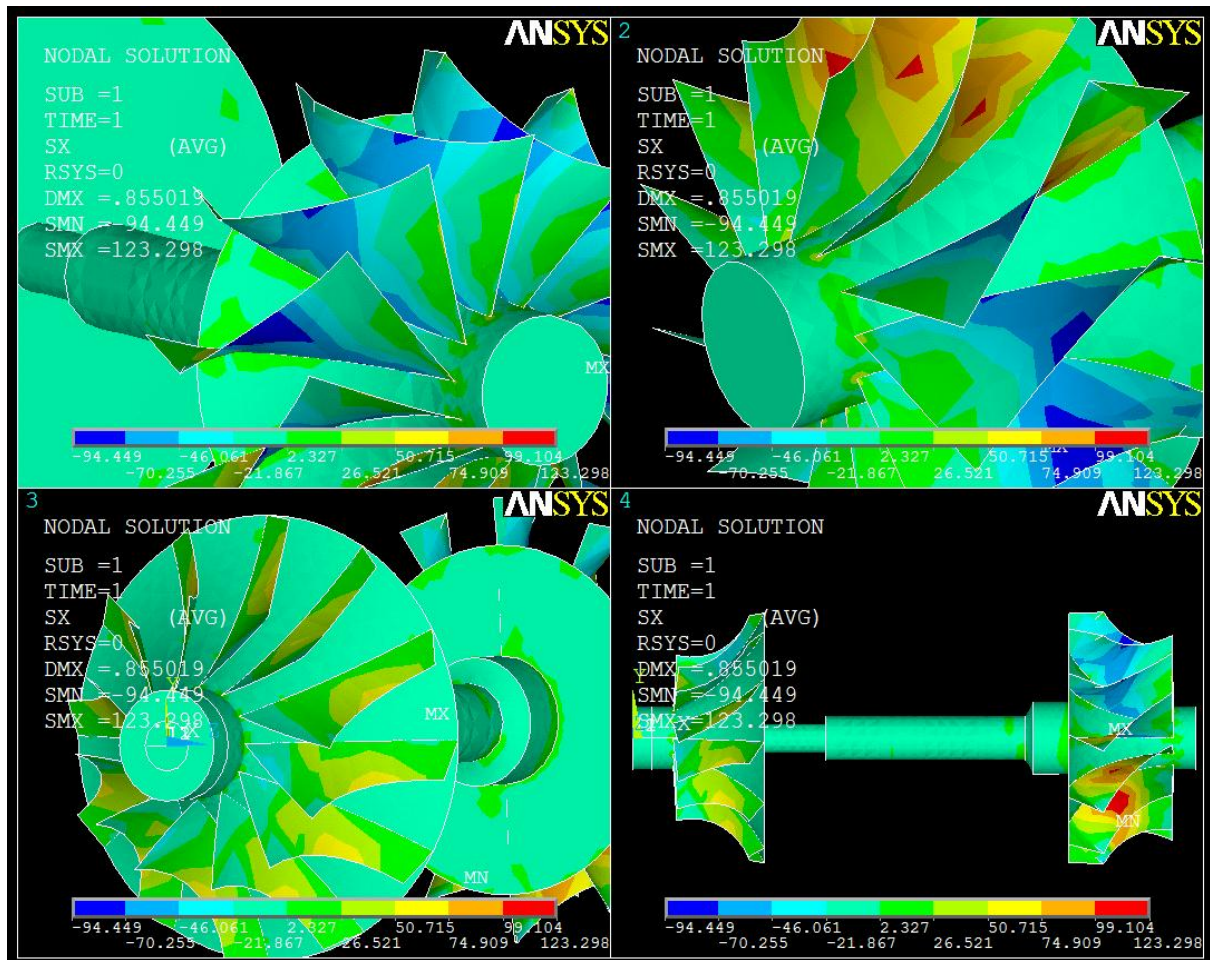 ANSYS
NODAL SOLUTION
SUB =1
TIME=1
SX (AVG)
RSYS=0
DMX =.855019
SMN =-94.449
SMX =123.298
MX
-94.449 -46.061 2.327 50.715 99.104
-70.255 -21.867 26.521 74.909 123.298
2
ANSYS
NODAL SOLUTION
SUB =1
TIME=1
SX (AVG)
RSYS=0
DMX =.855019
SMN =-94.449
SMX =123.298
-94.449 -46.061 2.327 50.715 99.104
-70.255 -21.867 26.521 74.909 123.298
3
ANSYS
NODAL SOLUTION
SUB =1
TIME=1
SX (AVG)
RSYS=0
DMX =.855019
SMN =-94.449
SMX =123.298
MX
MN
-94.449 -46.061 2.327 50.715 99.104
-70.255 -21.867 26.521 74.909 123.298
4
ANSYS
NODAL SOLUTION
SUB =1
TIME=1
SX (AVG)
RSYS=0
DMX =.855019
SMN =-94.449
SMX =123.298
MX
MN
-94.449 -46.061 2.327 50.715 99.104
-70.255 -21.867 26.521 74.909 123.298